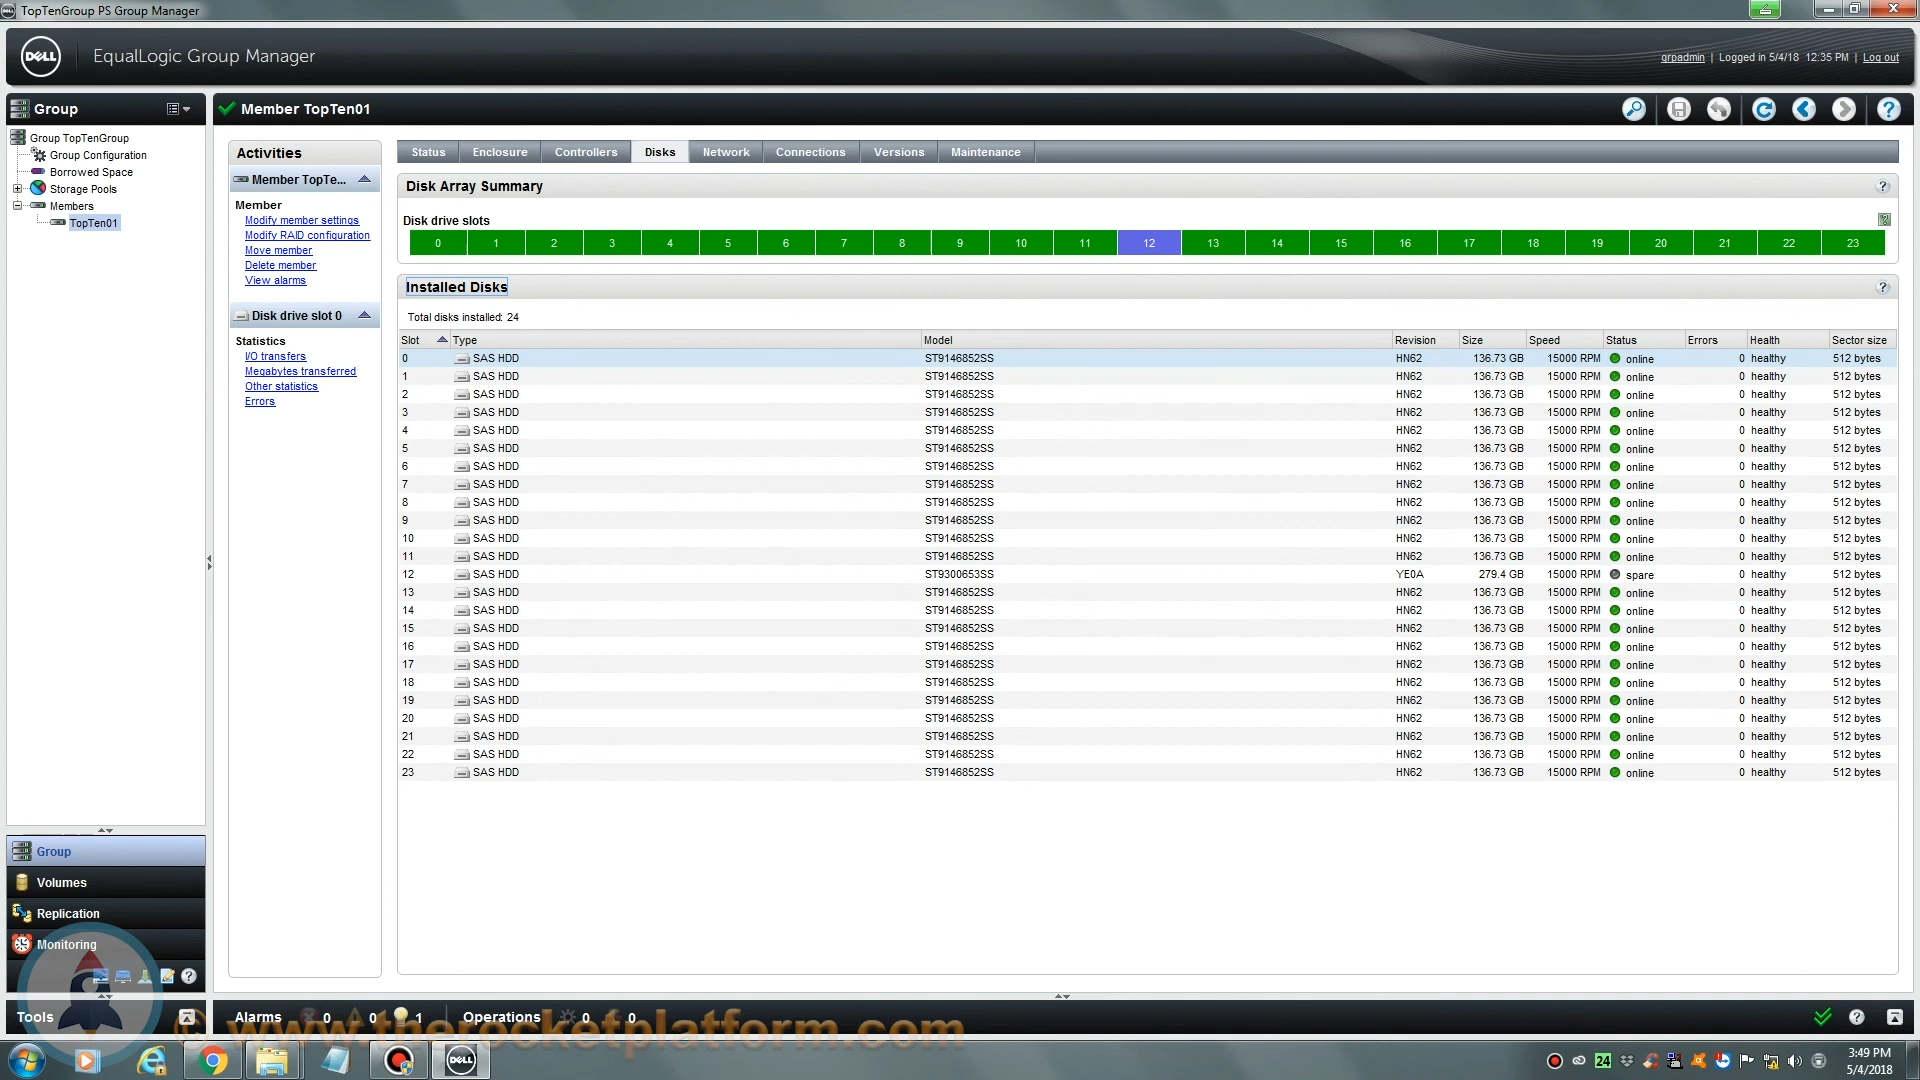 TopTenGroup PS Group Manager
DELL
EqualLogic Group Manager
grpadmin | Logged in 5/4/18 12:35 PM | Log out
Group
Member TopTen01
Group TopTenGroup
Group Configuration
Borrowed Space
Storage Pools
Members
TopTen01
Activities
Member TopTe...
Member
Modify member settings
Modify RAID configuration
Move member
Delete member
View alarms
Disk drive slot 0
Statistics
I/O transfers
Megabytes transferred
Other statistics
Errors
Status Enclosure Controllers Disks Network Connections Versions Maintenance
Disk Array Summary
Disk drive slots
0 1 2 3 4 5 6 7 8 9 10 11 12 13 14 15 16 17 18 19 20 21 22 23
Installed Disks
Total disks installed: 24
Slot Type Model Revision Size Speed Status Errors Health Sector size
0 SAS HDD ST9146852SS HN62 136.73 GB 15000 RPM online 0 healthy 512 bytes
1 SAS HDD ST9146852SS HN62 136.73 GB 15000 RPM online 0 healthy 512 bytes
2 SAS HDD ST9146852SS HN62 136.73 GB 15000 RPM online 0 healthy 512 bytes
3 SAS HDD ST9146852SS HN62 136.73 GB 15000 RPM online 0 healthy 512 bytes
4 SAS HDD ST9146852SS HN62 136.73 GB 15000 RPM online 0 healthy 512 bytes
5 SAS HDD ST9146852SS HN62 136.73 GB 15000 RPM online 0 healthy 512 bytes
6 SAS HDD ST9146852SS HN62 136.73 GB 15000 RPM online 0 healthy 512 bytes
7 SAS HDD ST9146852SS HN62 136.73 GB 15000 RPM online 0 healthy 512 bytes
8 SAS HDD ST9146852SS HN62 136.73 GB 15000 RPM online 0 healthy 512 bytes
9 SAS HDD ST9146852SS HN62 136.73 GB 15000 RPM online 0 healthy 512 bytes
10 SAS HDD ST9146852SS HN62 136.73 GB 15000 RPM online 0 healthy 512 bytes
11 SAS HDD ST9146852SS HN62 136.73 GB 15000 RPM online 0 healthy 512 bytes
12 SAS HDD ST9300653SS YE0A 279.4 GB 15000 RPM spare 0 healthy 512 bytes
13 SAS HDD ST9146852SS HN62 136.73 GB 15000 RPM online 0 healthy 512 bytes
14 SAS HDD ST9146852SS HN62 136.73 GB 15000 RPM online 0 healthy 512 bytes
15 SAS HDD ST9146852SS HN62 136.73 GB 15000 RPM online 0 healthy 512 bytes
16 SAS HDD ST9146852SS HN62 136.73 GB 15000 RPM online 0 healthy 512 bytes
17 SAS HDD ST9146852SS HN62 136.73 GB 15000 RPM online 0 healthy 512 bytes
18 SAS HDD ST9146852SS HN62 136.73 GB 15000 RPM online 0 healthy 512 bytes
19 SAS HDD ST9146852SS HN62 136.73 GB 15000 RPM online 0 healthy 512 bytes
20 SAS HDD ST9146852SS HN62 136.73 GB 15000 RPM online 0 healthy 512 bytes
21 SAS HDD ST9146852SS HN62 136.73 GB 15000 RPM online 0 healthy 512 bytes
22 SAS HDD ST9146852SS HN62 136.73 GB 15000 RPM online 0 healthy 512 bytes
23 SAS HDD ST9146852SS HN62 136.73 GB 15000 RPM online 0 healthy 512 bytes
Group
Volumes
Replication
Monitoring
Tools
Alarms 0 0 1 Operations 0 0
© www.therocketplatform.com
DELL
24
3:49 PM
5/4/2018